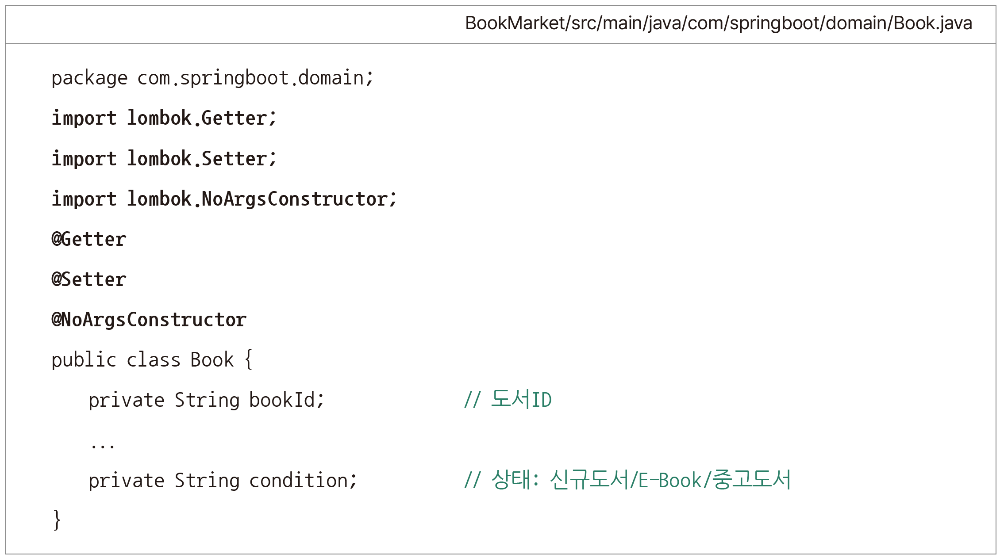 BookMarket/src/main/java/com/springboot/domain/Book.java
package com.springboot.domain;
import lombok.Getter;
import lombok.Setter;
import lombok.NoArgsConstructor;
@Getter
@Setter
@NoArgsConstructor
public class Book {
private String bookId; // 도서ID
...
private String condition; // 상태: 신규도서/E-Book/중고도서
}